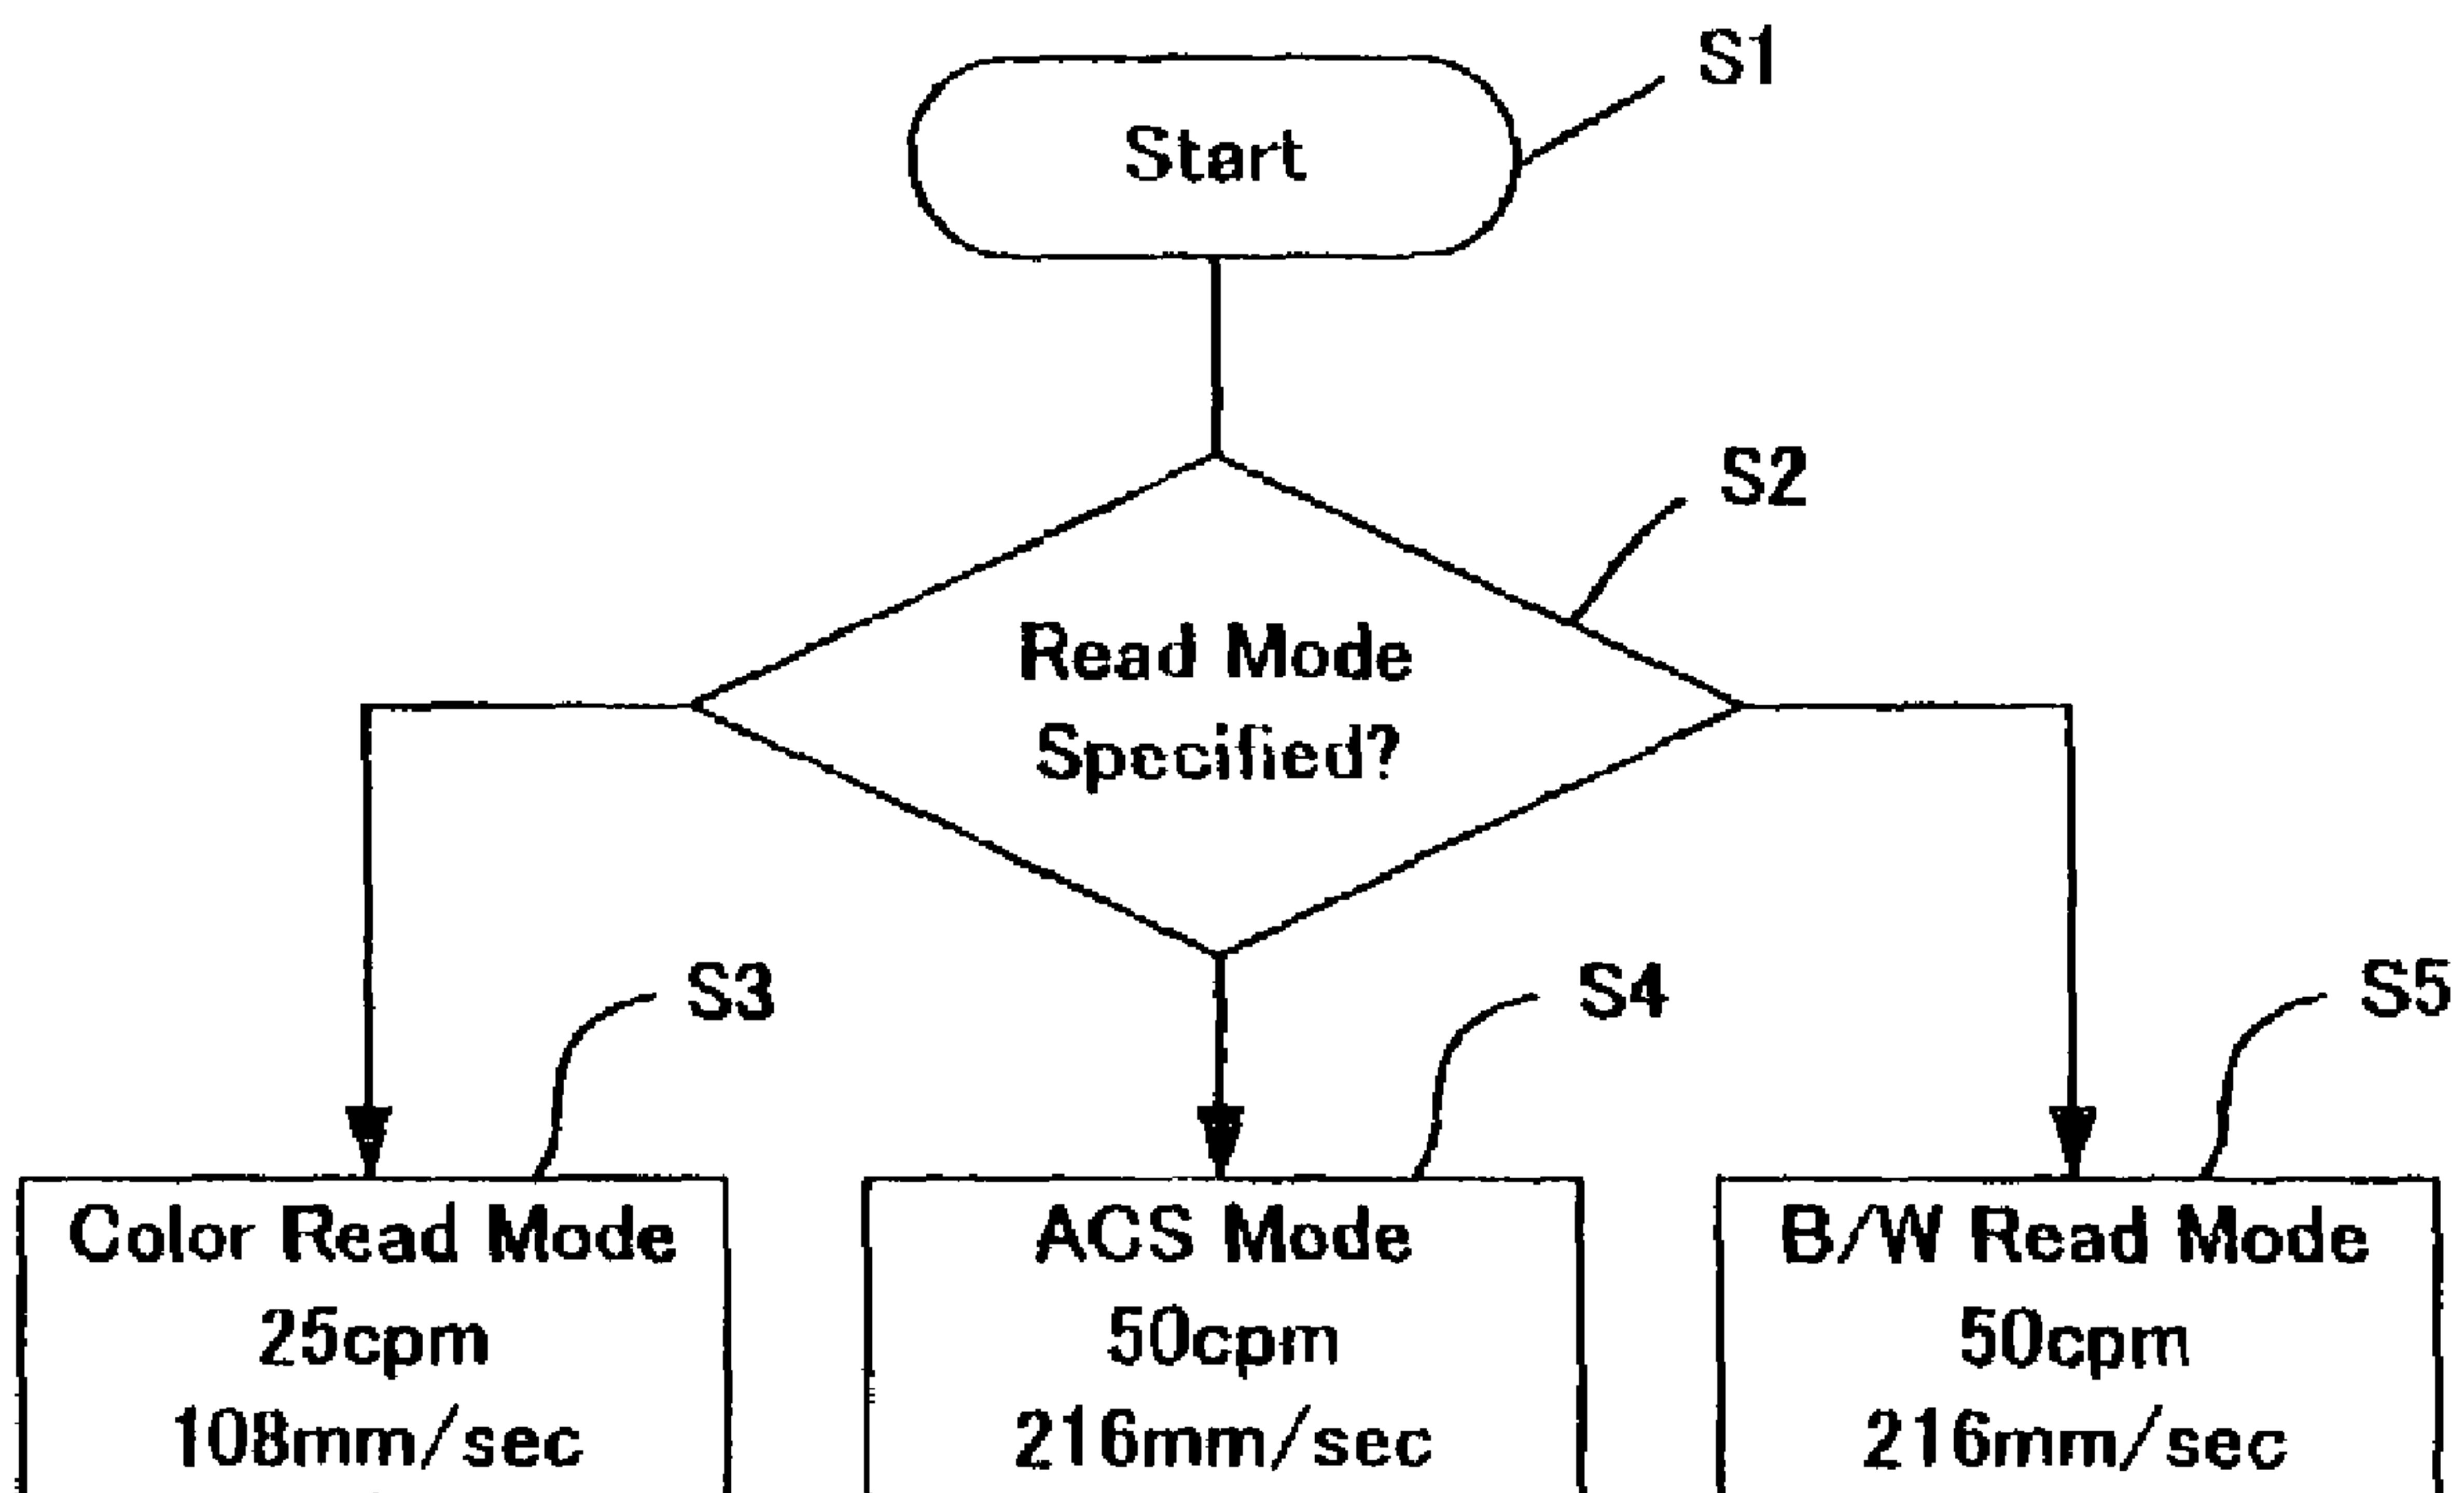 S1
Start
S2
Read Mode
Specified?
S3
S4
S5
Color Read Mode
25cpm
108mm/sec
ACS Mode
50cpm
216mm/sec
B/W Read Mode
50cpm
216mm/sec